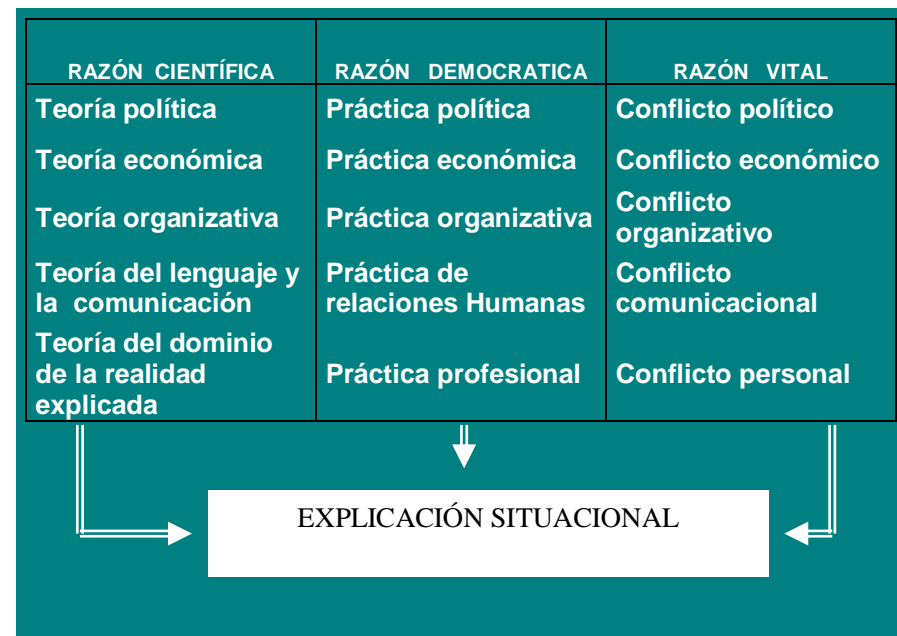 RAZÓN CIENTÍFICA
RAZÓN DEMOCRATICA
RAZÓN VITAL
Teoría política
Práctica política
Conflicto político
Teoría económica
Práctica económica
Conflicto económico
Teoría organizativa
Práctica organizativa
Conflicto
organizativo
Teoría del lenguaje y
la comunicación
Práctica de
relaciones Humanas
Conflicto
comunicacional
Teoría del dominio
de la realidad
explicada
Práctica profesional
Conflicto personal
EXPLICACIÓN SITUACIONAL